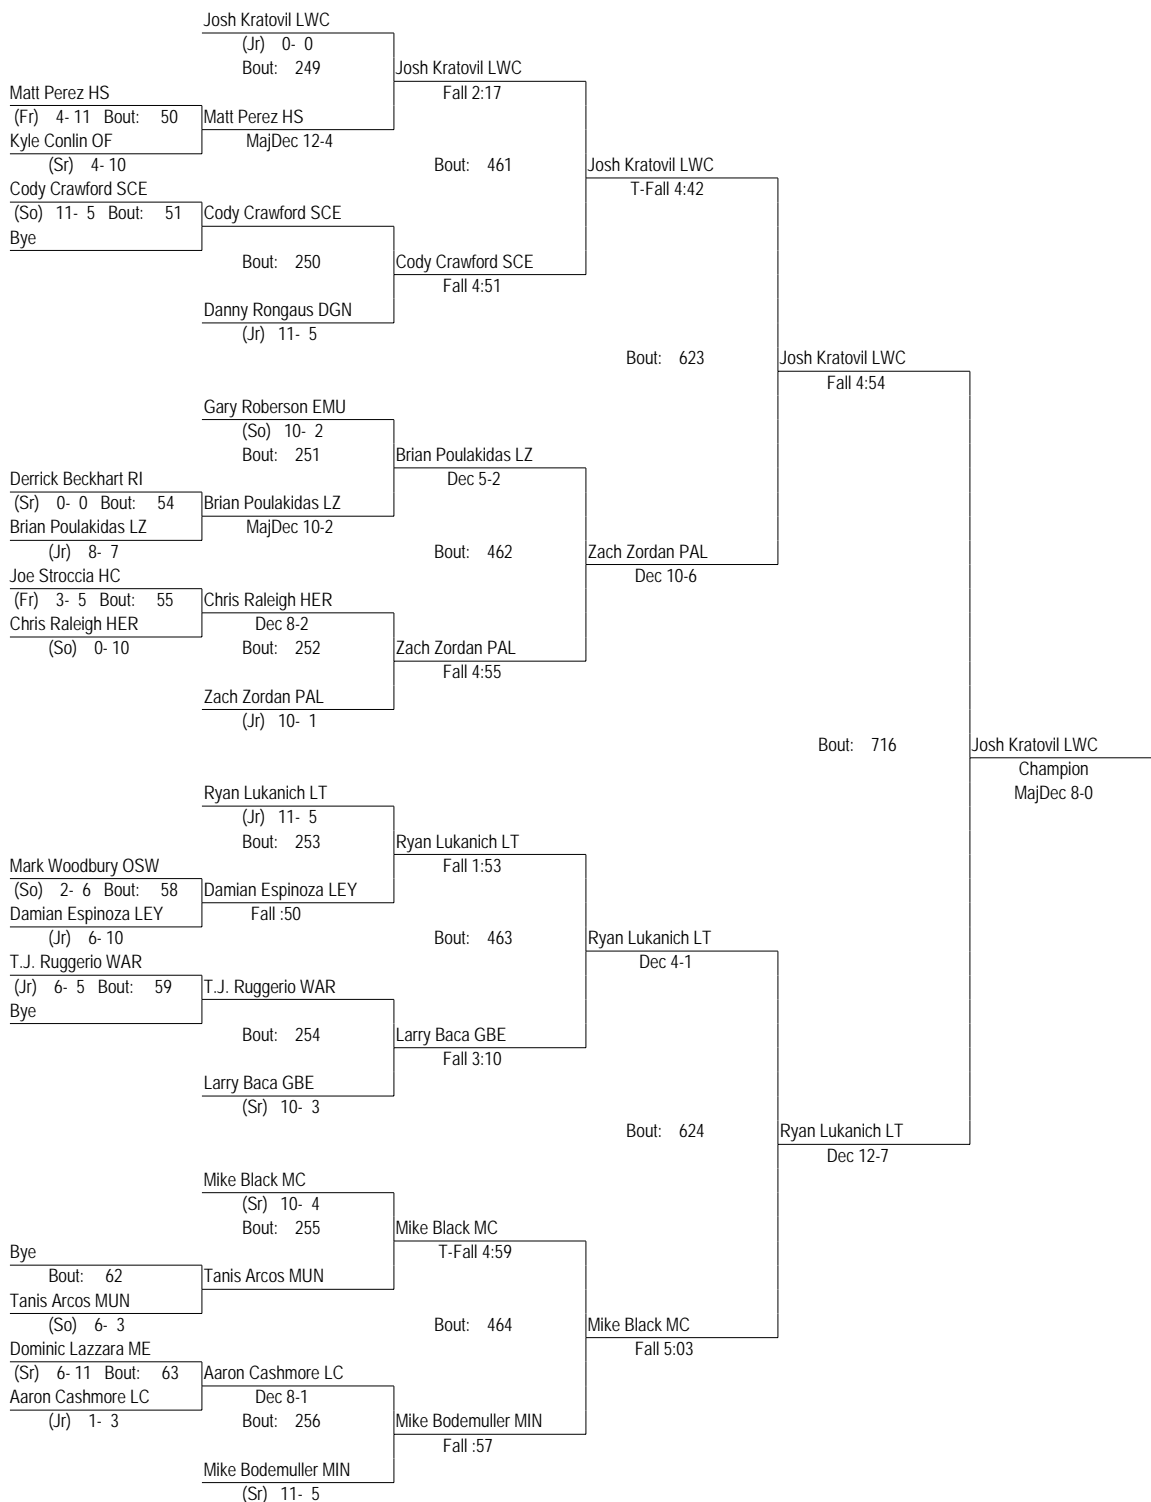 Josh Kratovil LWC
(Jr) 0- 0
Bout: 249 Josh Kratovil LWC
Fall 2:17
Matt Perez HS
(Fr) 4- 11 Bout: 50 Matt Perez HS
Kyle Conlin OF MajDec 12-4
(Sr) 4- 10 Bout: 461 Josh Kratovil LWC
Cody Crawford SCE T-Fall 4:42
(So) 11- 5 Bout: 51 Cody Crawford SCE
Bye
Bout: 250 Cody Crawford SCE
Fall 4:51
Danny Rongaus DGN
(Jr) 11- 5
Bout: 623 Josh Kratovil LWC
Fall 4:54
Gary Roberson EMU
(So) 10- 2
Bout: 251 Brian Poulakidas LZ
Derrick Beckhart RI Dec 5-2
(Sr) 0- 0 Bout: 54 Brian Poulakidas LZ
Brian Poulakidas LZ MajDec 10-2
(Jr) 8- 7 Bout: 462 Zach Zordan PAL
Joe Stroccia HC Dec 10-6
(Fr) 3- 5 Bout: 55 Chris Raleigh HER
Chris Raleigh HER Dec 8-2
(So) 0- 10 Bout: 252 Zach Zordan PAL
Fall 4:55
Zach Zordan PAL
(Jr) 10- 1
Bout: 716 Josh Kratovil LWC
Champion
Ryan Lukanich LT MajDec 8-0
(Jr) 11- 5
Bout: 253 Ryan Lukanich LT
Mark Woodbury OSW Fall 1:53
(So) 2- 6 Bout: 58 Damian Espinoza LEY
Damian Espinoza LEY Fall :50
(Jr) 6- 10 Bout: 463 Ryan Lukanich LT
T.J. Ruggerio WAR Dec 4-1
(Jr) 6- 5 Bout: 59 T.J. Ruggerio WAR
Bye
Bout: 254 Larry Baca GBE
Fall 3:10
Larry Baca GBE
(Sr) 10- 3
Bout: 624 Ryan Lukanich LT
Dec 12-7
Mike Black MC
(Sr) 10- 4
Bout: 255 Mike Black MC
Bye T-Fall 4:59
Bout: 62 Tanis Arcos MUN
Tanis Arcos MUN
(So) 6- 3 Bout: 464 Mike Black MC
Dominic Lazzara ME Fall 5:03
(Sr) 6- 11 Bout: 63 Aaron Cashmore LC
Aaron Cashmore LC Dec 8-1
(Jr) 1- 3 Bout: 256 Mike Bodemuller MIN
Fall :57
Mike Bodemuller MIN
(Sr) 11- 5